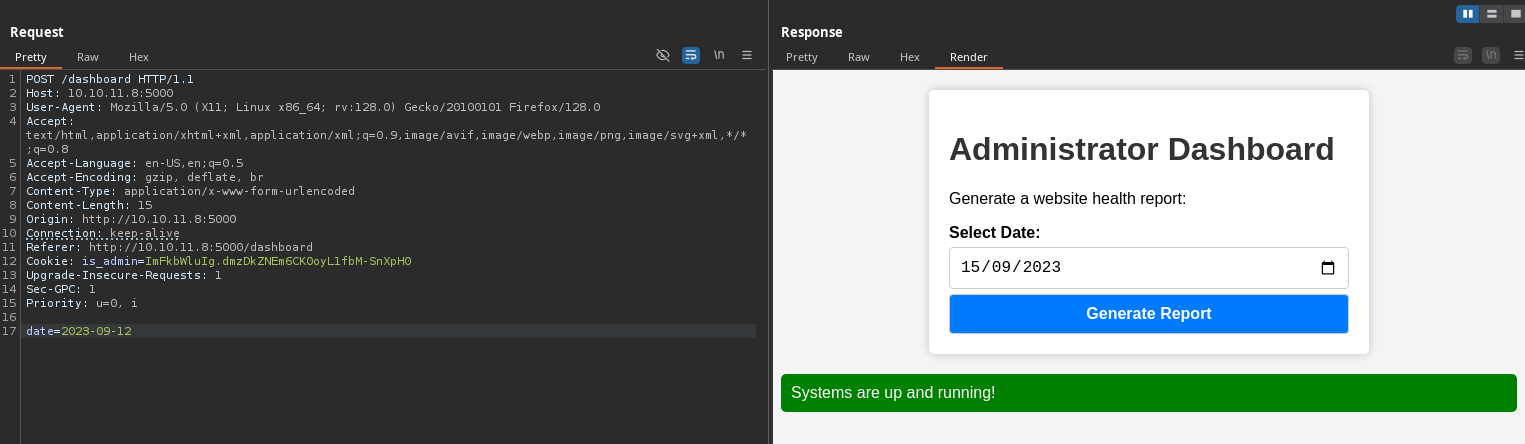 Request
Pretty Raw Hex
\n
1 POST /dashboard HTTP/1.1
2 Host: 10.10.11.8:5000
3 User-Agent: Mozilla/5.0 (X11; Linux x86_64; rv:128.0) Gecko/20100101 Firefox/128.0
4 Accept:
text/html,application/xhtml+xml,application/xml;q=0.9,image/avif,image/webp,image/png,image/svg+xml,*/*
;q=0.8
5 Accept-Language: en-US,en;q=0.5
6 Accept-Encoding: gzip, deflate, br
7 Content-Type: application/x-www-form-urlencoded
8 Content-Length: 15
9 Origin: http://10.10.11.8:5000
10 Connection: keep-alive
11 Referer: http://10.10.11.8:5000/dashboard
12 Cookie: is_admin=ImFkbWluIg.dmzDkZNEm6CK0oyL1fbM-SnXpH0
13 Upgrade-Insecure-Requests: 1
14 Sec-GPC: 1
15 Priority: u=0, i
16
17 date=2023-09-12
Response
Pretty Raw Hex Render
\n
Administrator Dashboard
Generate a website health report:
Select Date:
15/09/2023
Generate Report
Systems are up and running!